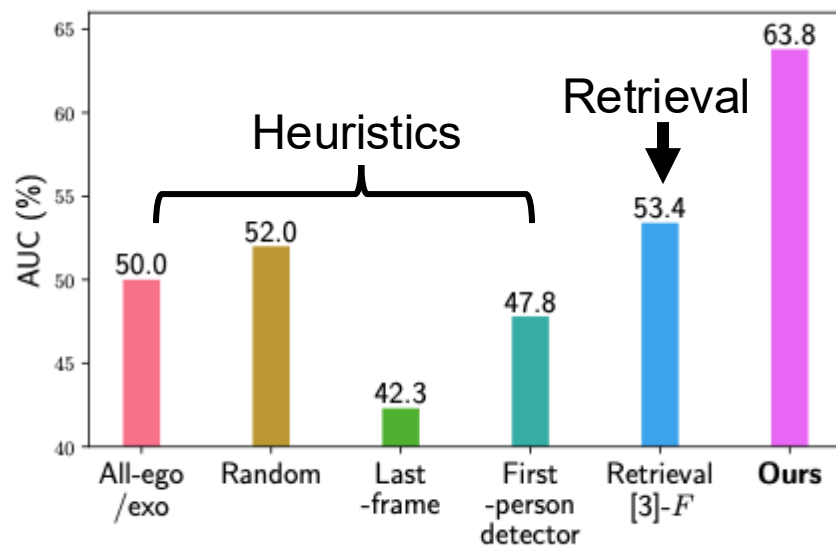 AUC (%)
65
60
55
50
45
40
Heuristics
Retrieval
50.0
52.0
42.3
47.8
53.4
63.8
All-ego
/exo
Random
Last
-frame
First
-person
detector
Retrieval
[3]-F
Ours